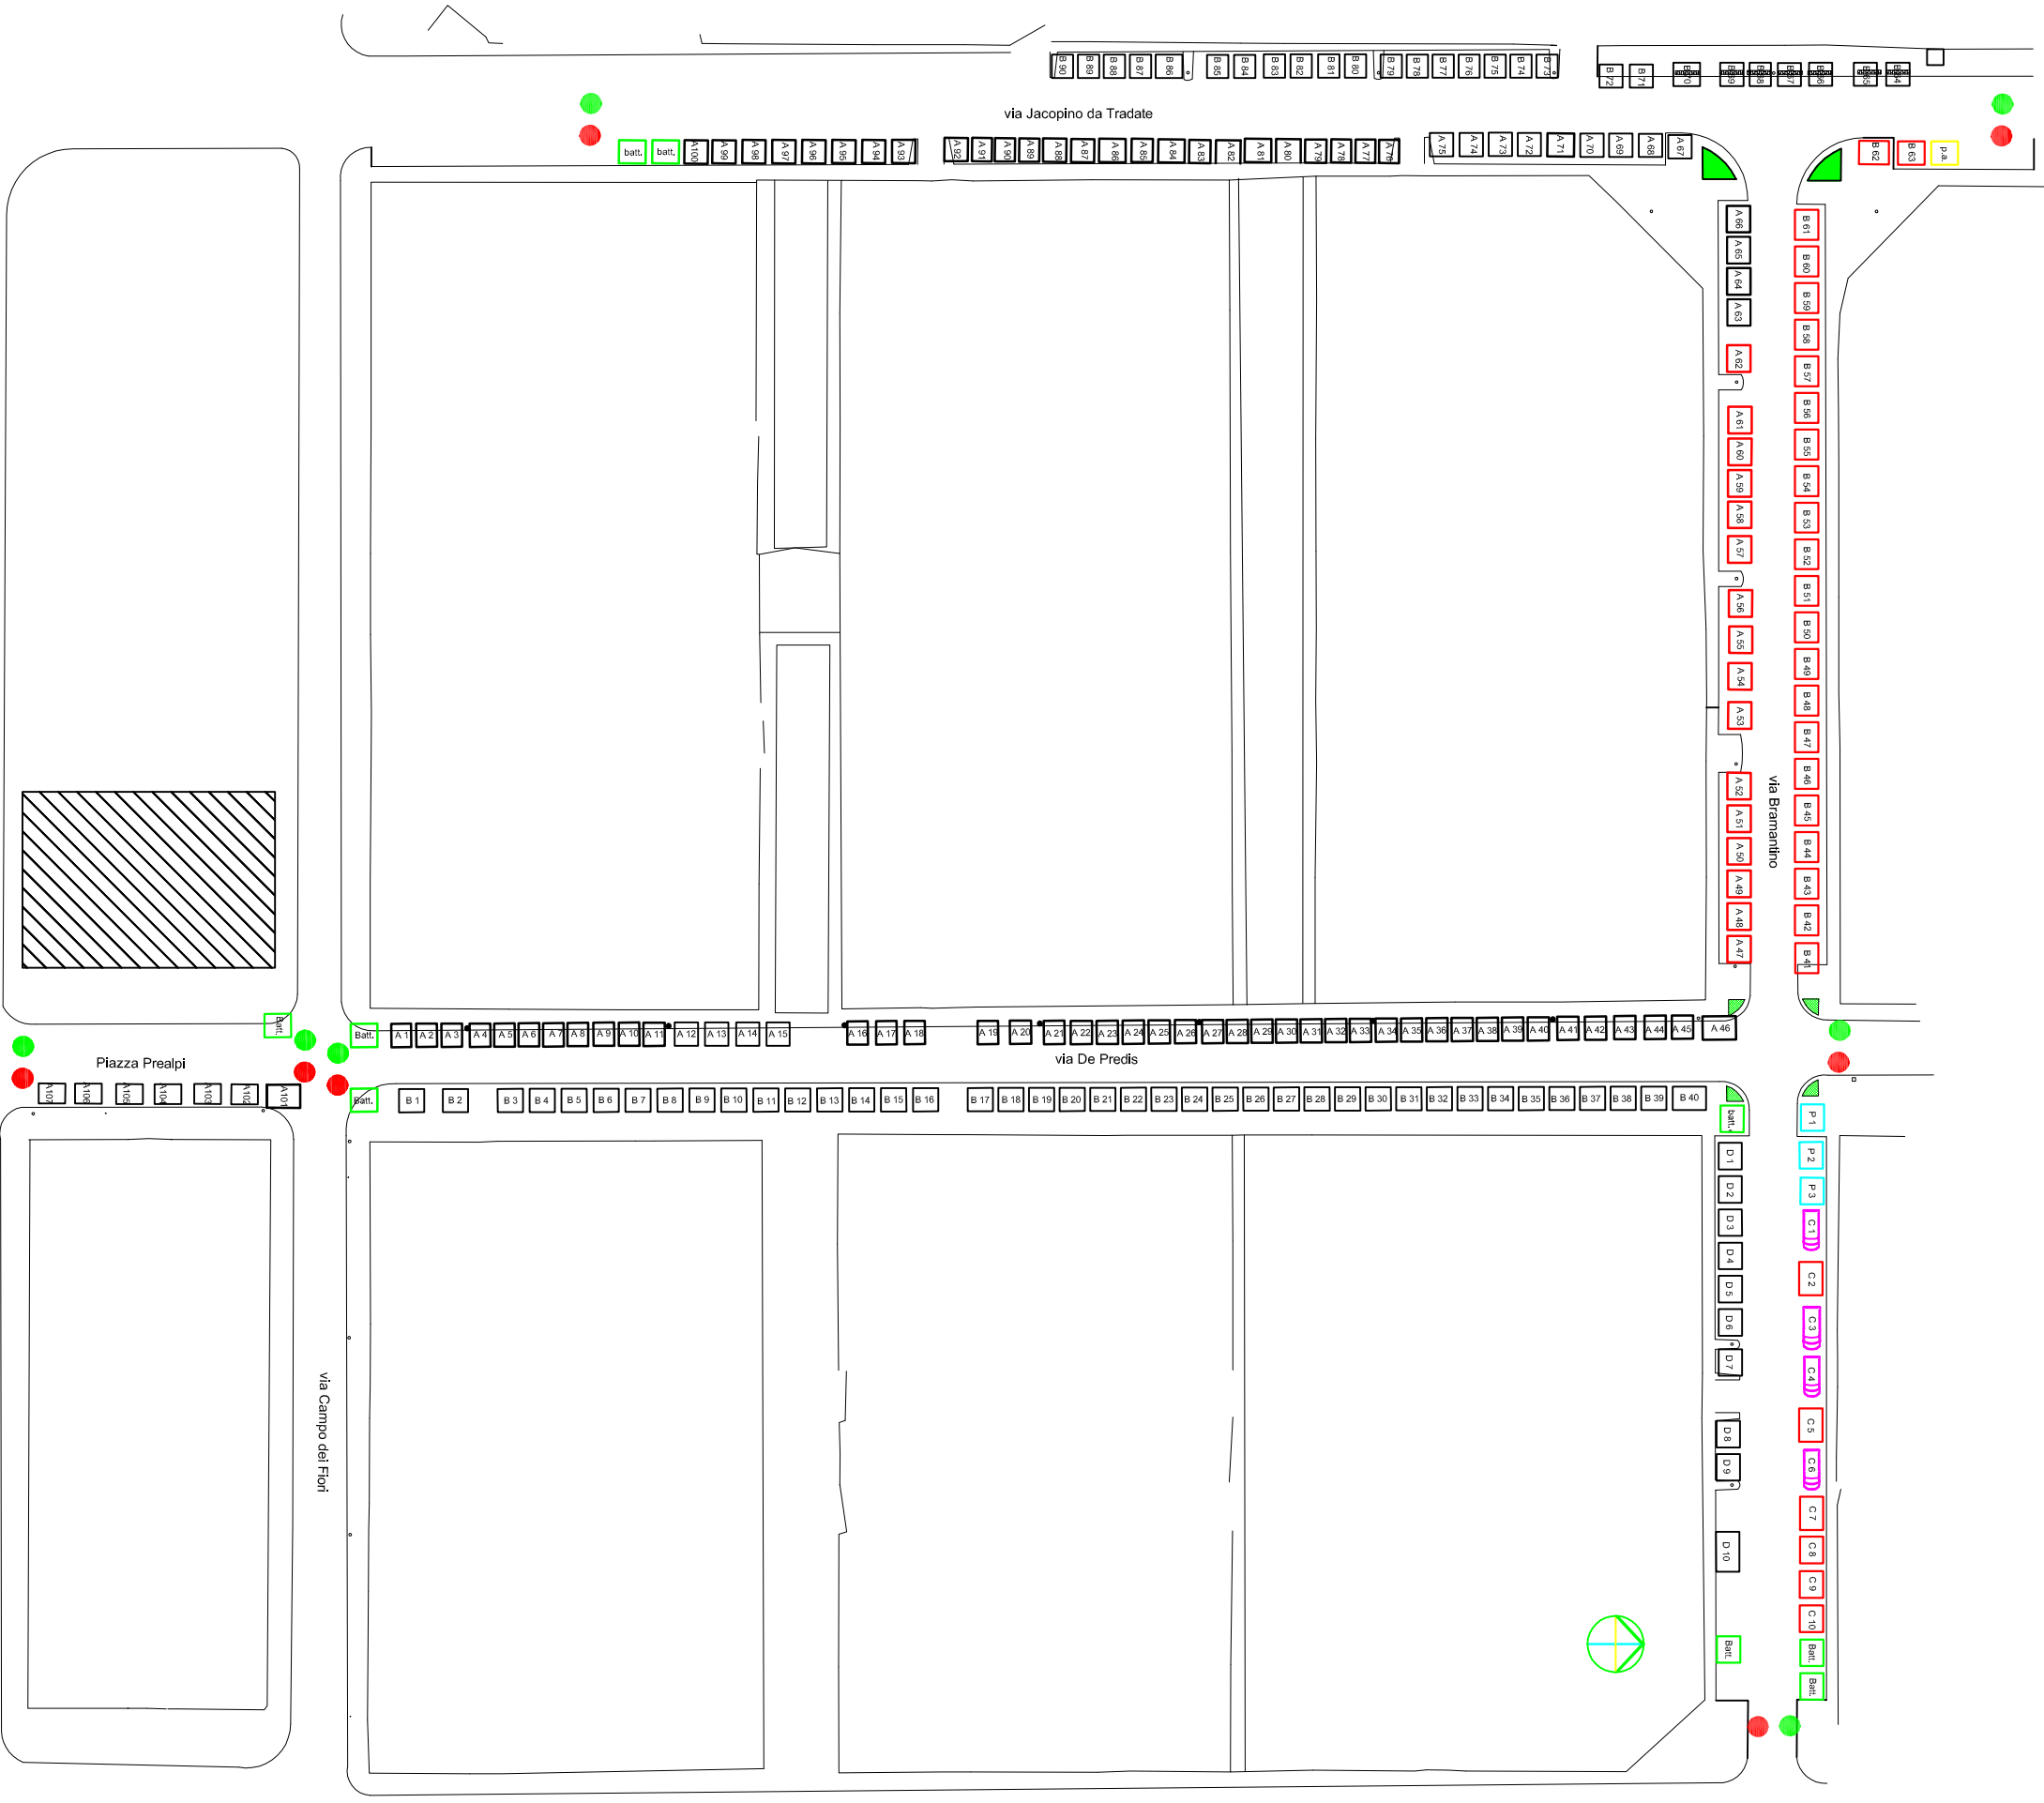 B 90
B 89
B 88
B 87
B 86
B 85
B 84
B 83
B 82
B 81
B 80
B 79
B 78
B 77
B 76
B 75
B 74
B 73
B 72
B 71
via Jacopino da Tradate
batt.
batt.
A100
A 99
A 98
A 97
A 96
A 95
A 94
A 93
A 92
A 91
A 90
A 89
A 88
A 87
A 86
A 85
A 84
A 83
A 82
A 81
A 80
A 79
A 78
A 77
A 76
A 75
A 74
A 73
A 72
A 71
A 70
A 69
A 68
A 67
B 62
B 63
p.a.
A 66
A 65
A 64
A 63
A 62
A 61
A 60
A 59
A 58
A 57
A 56
A 55
A 54
A 53
A 52
A 51
A 50
A 49
A 48
A 47
via Bramantino
B 61
B 60
B 59
B 58
B 57
B 56
B 55
B 54
B 53
B 52
B 51
B 50
B 49
B 48
B 47
B 46
B 45
B 44
B 43
B 42
B 41
Batt.
Batt.
A 1
A 2
A 3
A 4
A 5
A 6
A 7
A 8
A 9
A 10
A 11
A 12
A 13
A 14
A 15
A 16
A 17
A 18
A 19
A 20
A 21
A 22
A 23
A 24
A 25
A 26
A 27
A 28
A 29
A 30
A 31
A 32
A 33
A 34
A 35
A 36
A 37
A 38
A 39
A 40
A 41
A 42
A 43
A 44
A 45
A 46
Piazza Prealpi
via De Predis
A107
A106
A105
A104
A103
A102
A101
Batt.
B 1
B 2
B 3
B 4
B 5
B 6
B 7
B 8
B 9
B 10
B 11
B 12
B 13
B 14
B 15
B 16
B 17
B 18
B 19
B 20
B 21
B 22
B 23
B 24
B 25
B 26
B 27
B 28
B 29
B 30
B 31
B 32
B 33
B 34
B 35
B 36
B 37
B 38
B 39
B 40
batt.
D 1
D 2
D 3
D 4
D 5
D 6
D 7
D 8
D 9
D 10
Batt.
P 1
P 2
P 3
C 1
C 2
C 3
C 4
C 5
C 6
C 7
C 8
C 9
C 10
Batt.
Batt.
via Campo dei Fiori